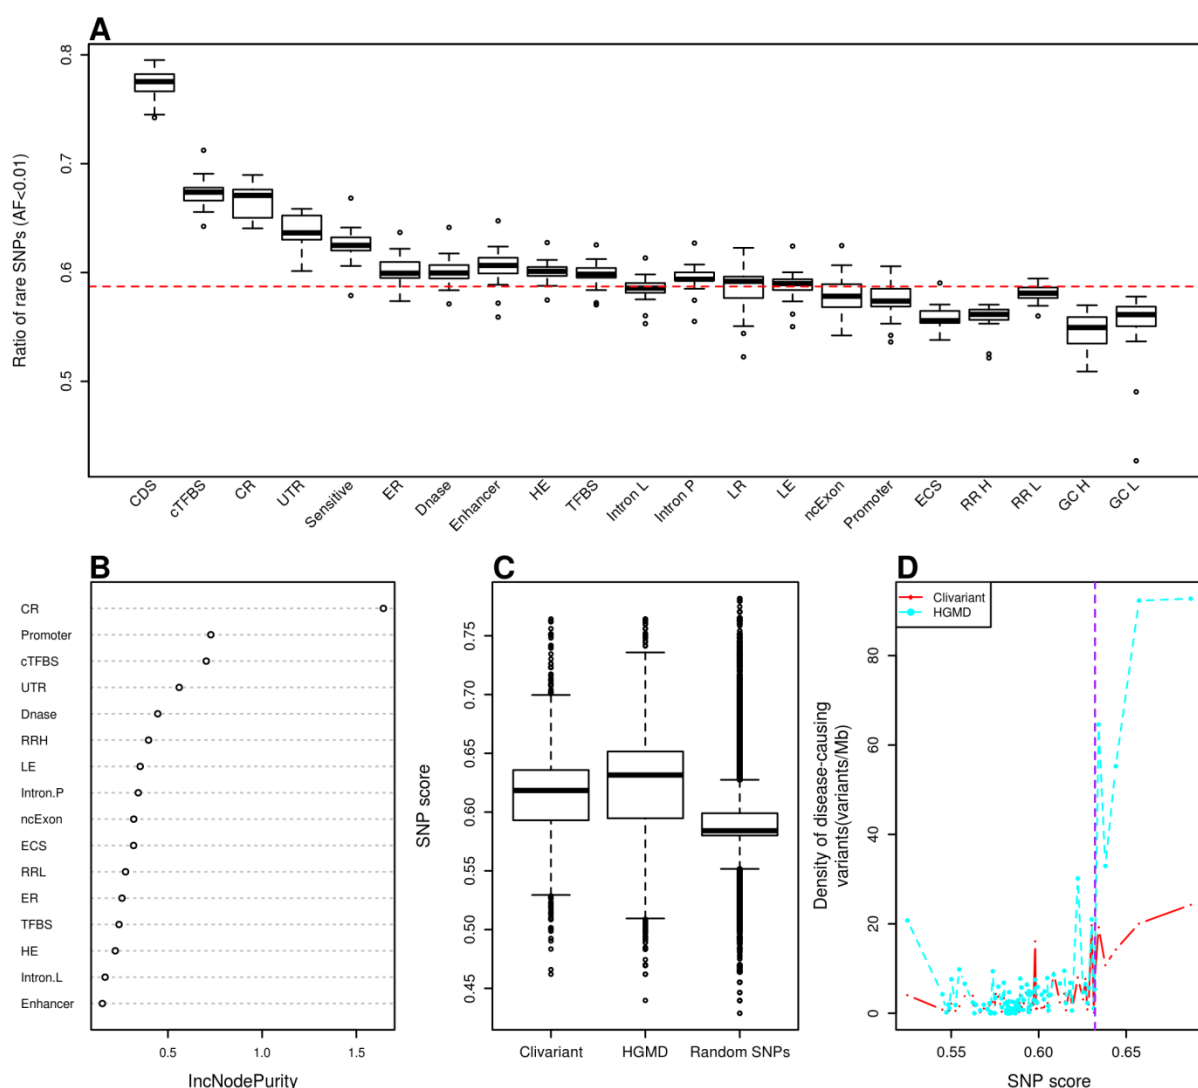 A
Ratio of rare SNPs (AF<0.01)
0.8
0.7
0.6
0.5
CDS
cTFBS
CR
UTR
Sensitive
ER
Dnase
Enhancer
HE
TFBS
Intron L
Intron P
LR
LE
ncExon
Promoter
ECS
RR H
RR L
GC H
GC L
B
CR
Promoter
cTFBS
UTR
Dnase
RRH
LE
Intron.P
ncExon
ECS
RRL
ER
TFBS
HE
Intron.L
Enhancer
0.5
1.0
1.5
IncNodePurity
C
SNP score
0.75
0.70
0.65
0.60
0.55
0.50
0.45
Clivariant
HGMD
Random SNPs
D
Clivariant
HGMD
Density of disease-causing
variants(variants/Mb)
80
60
40
20
0
0.55
0.60
0.65
SNP score